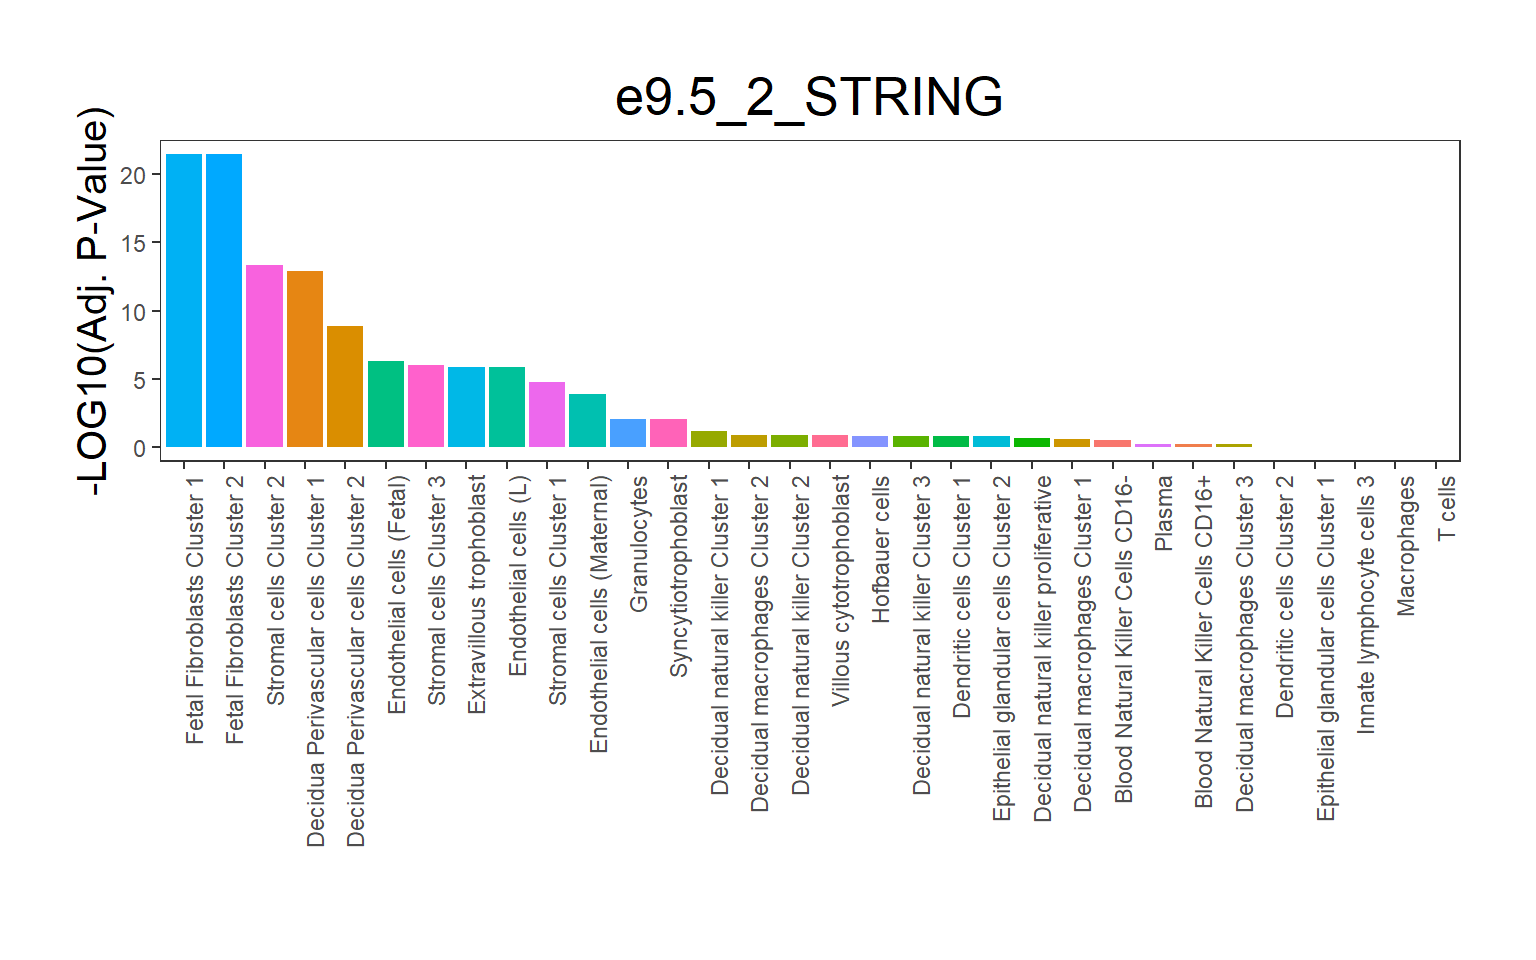 e9.5_2_STRING
-LOG10(Adj. P-Value)
20
15
10
5
0
Fetal Fibroblasts Cluster 1
Fetal Fibroblasts Cluster 2
Stromal cells Cluster 2
Decidua Perivascular cells Cluster 1
Decidua Perivascular cells Cluster 2
Endothelial cells (Fetal)
Stromal cells Cluster 3
Extravillous trophoblast
Endothelial cells (L)
Stromal cells Cluster 1
Endothelial cells (Maternal)
Granulocytes
Syncytiotrophoblast
Decidual natural killer Cluster 1
Decidual macrophages Cluster 2
Decidual natural killer Cluster 2
Villous cytotrophoblast
Hofbauer cells
Decidual natural killer Cluster 3
Dendritic cells Cluster 1
Epithelial glandular cells Cluster 2
Decidual natural killer proliferative
Decidual macrophages Cluster 1
Blood Natural Killer Cells CD16-
Plasma
Blood Natural Killer Cells CD16+
Decidual macrophages Cluster 3
Dendritic cells Cluster 2
Epithelial glandular cells Cluster 1
Innate lymphocyte cells 3
Macrophages
T cells